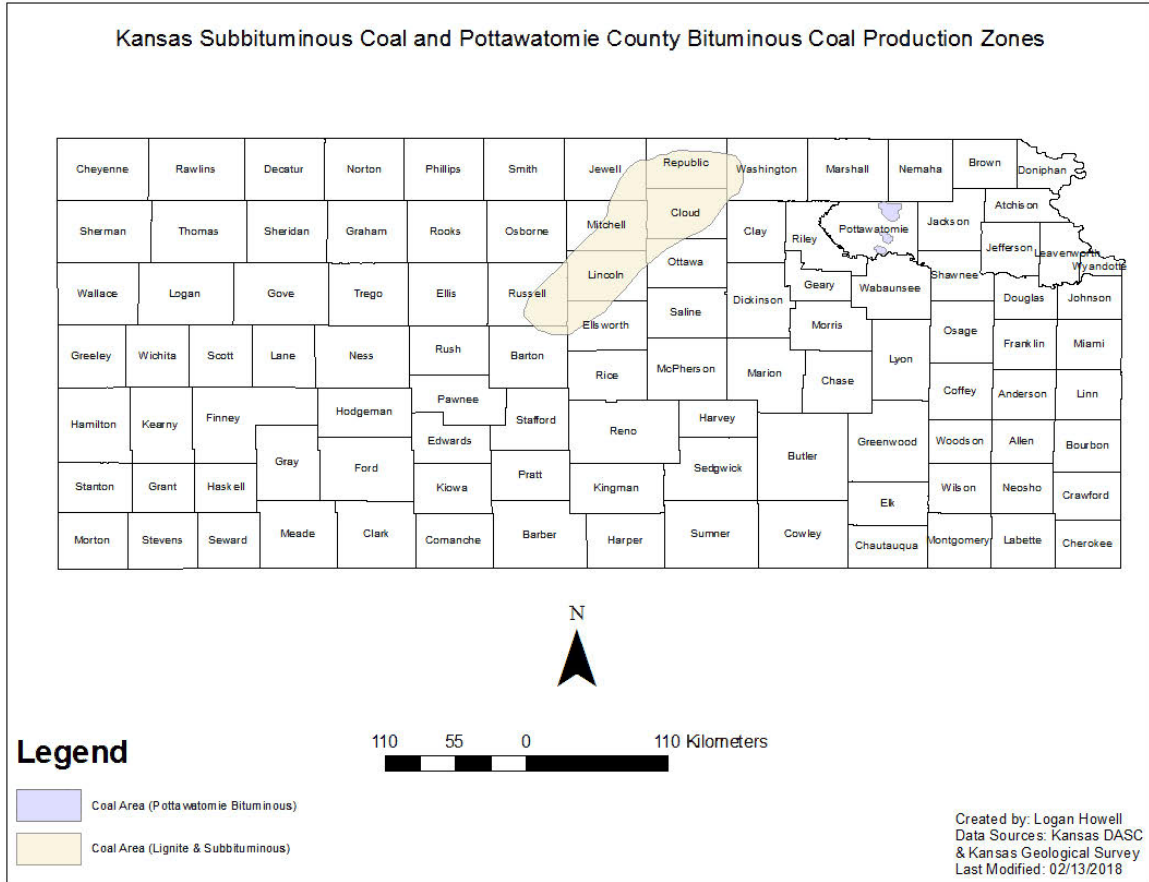 Kansas Subbituminous Coal and Pottawatomie County Bituminous Coal Production Zones
Cheyenne Rawlins Decatur Norton Phillips Smith Jewell Republic Washington Marshall Nemaha Brown Doniphan
Sherman Thomas Sheridan Graham Rooks Osborne Mitchell Cloud Clay Riley Pottawatomie Jackson Atchison
Jefferson Leavenworth Wyandotte
Wallace Logan Gove Trego Ellis Russell Lincoln Ottawa Dickinson Geary Wabaunsee Shawnee Douglas Johnson
Greeley Wichita Scott Lane Ness Rush Barton Ellsworth Saline Morris Lyon Osage Franklin Miami
Rice McPherson Marion Chase Coffey Anderson Linn
Hamilton Kearny Finney Hodgeman Pawnee Edwards Stafford Reno Harvey Butler Greenwood Woodson Allen Bourbon
Stanton Grant Haskell Gray Ford Kiowa Pratt Kingman Sedgwick Elk Wilson Neosho Crawford
Morton Stevens Seward Meade Clark Comanche Barber Harper Sumner Cowley Chautauqua Montgomery Labette Cherokee
N
110 55 0 110 Kilometers
Legend
Coal Area (Pottawatomie Bituminous)
Coal Area (Lignite & Subbituminous)
Created by: Logan Howell
Data Sources: Kansas DASC
& Kansas Geological Survey
Last Modified: 02/13/2018